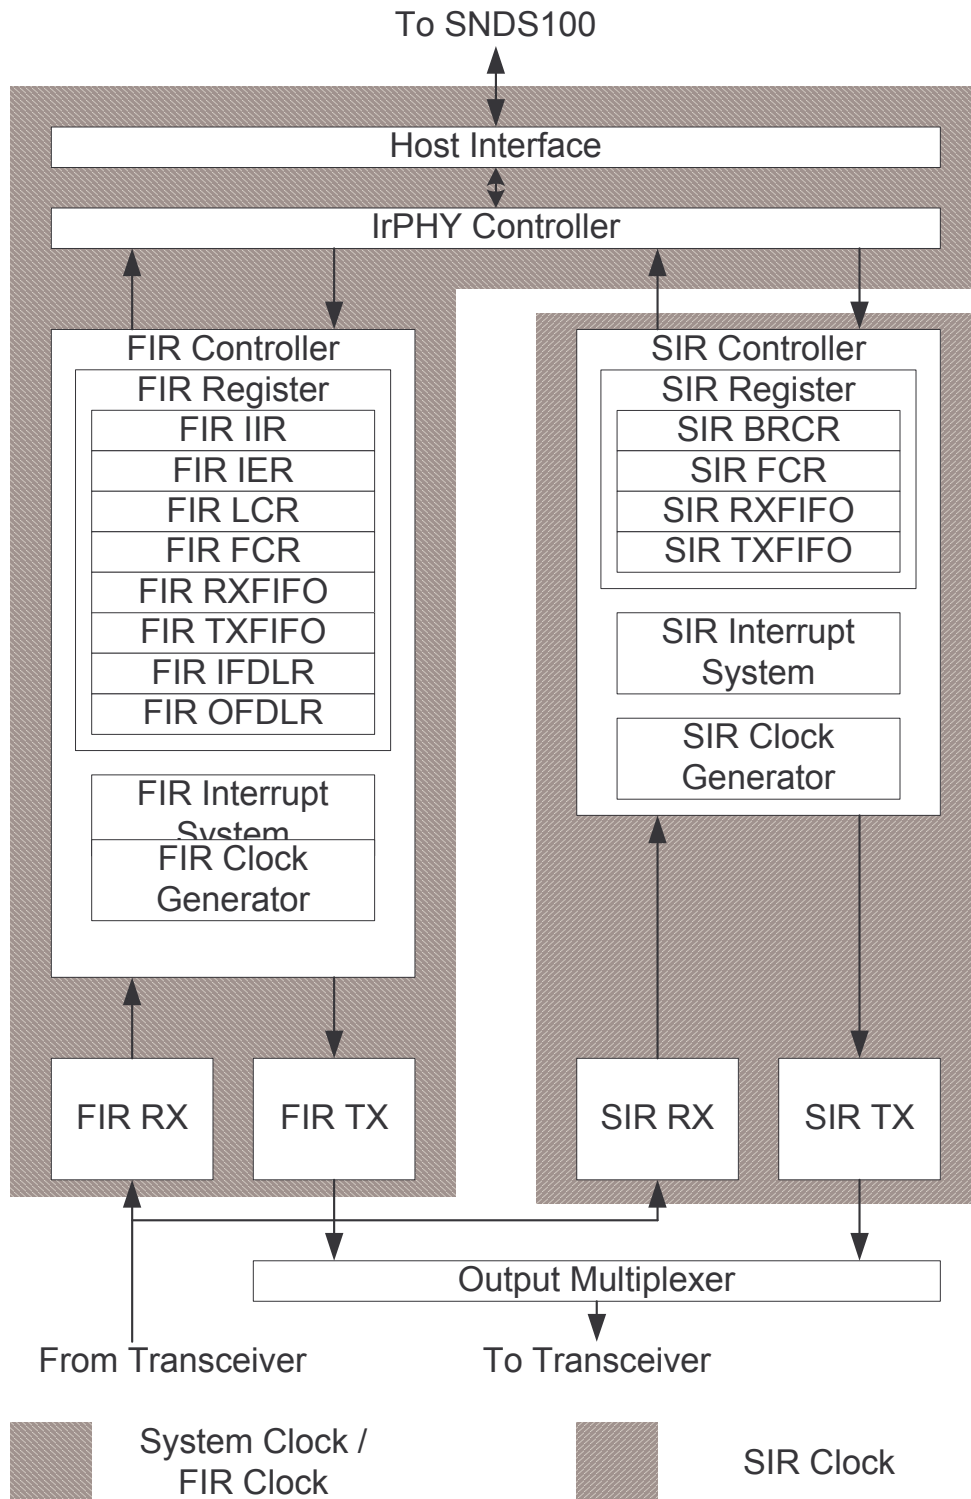 To SNDS100
Host Interface
IrPHY Controller
FIR Controller
FIR Register
FIR IIR
FIR IER
FIR LCR
FIR FCR
FIR RXFIFO
FIR TXFIFO
FIR IFDLR
FIR OFDLR
FIR Interrupt
System
FIR Clock
Generator
SIR Controller
SIR Register
SIR BRCR
SIR FCR
SIR RXFIFO
SIR TXFIFO
SIR Interrupt
System
SIR Clock
Generator
FIR RX
FIR TX
SIR RX
SIR TX
Output Multiplexer
From Transceiver
To Transceiver
System Clock /
FIR Clock
SIR Clock